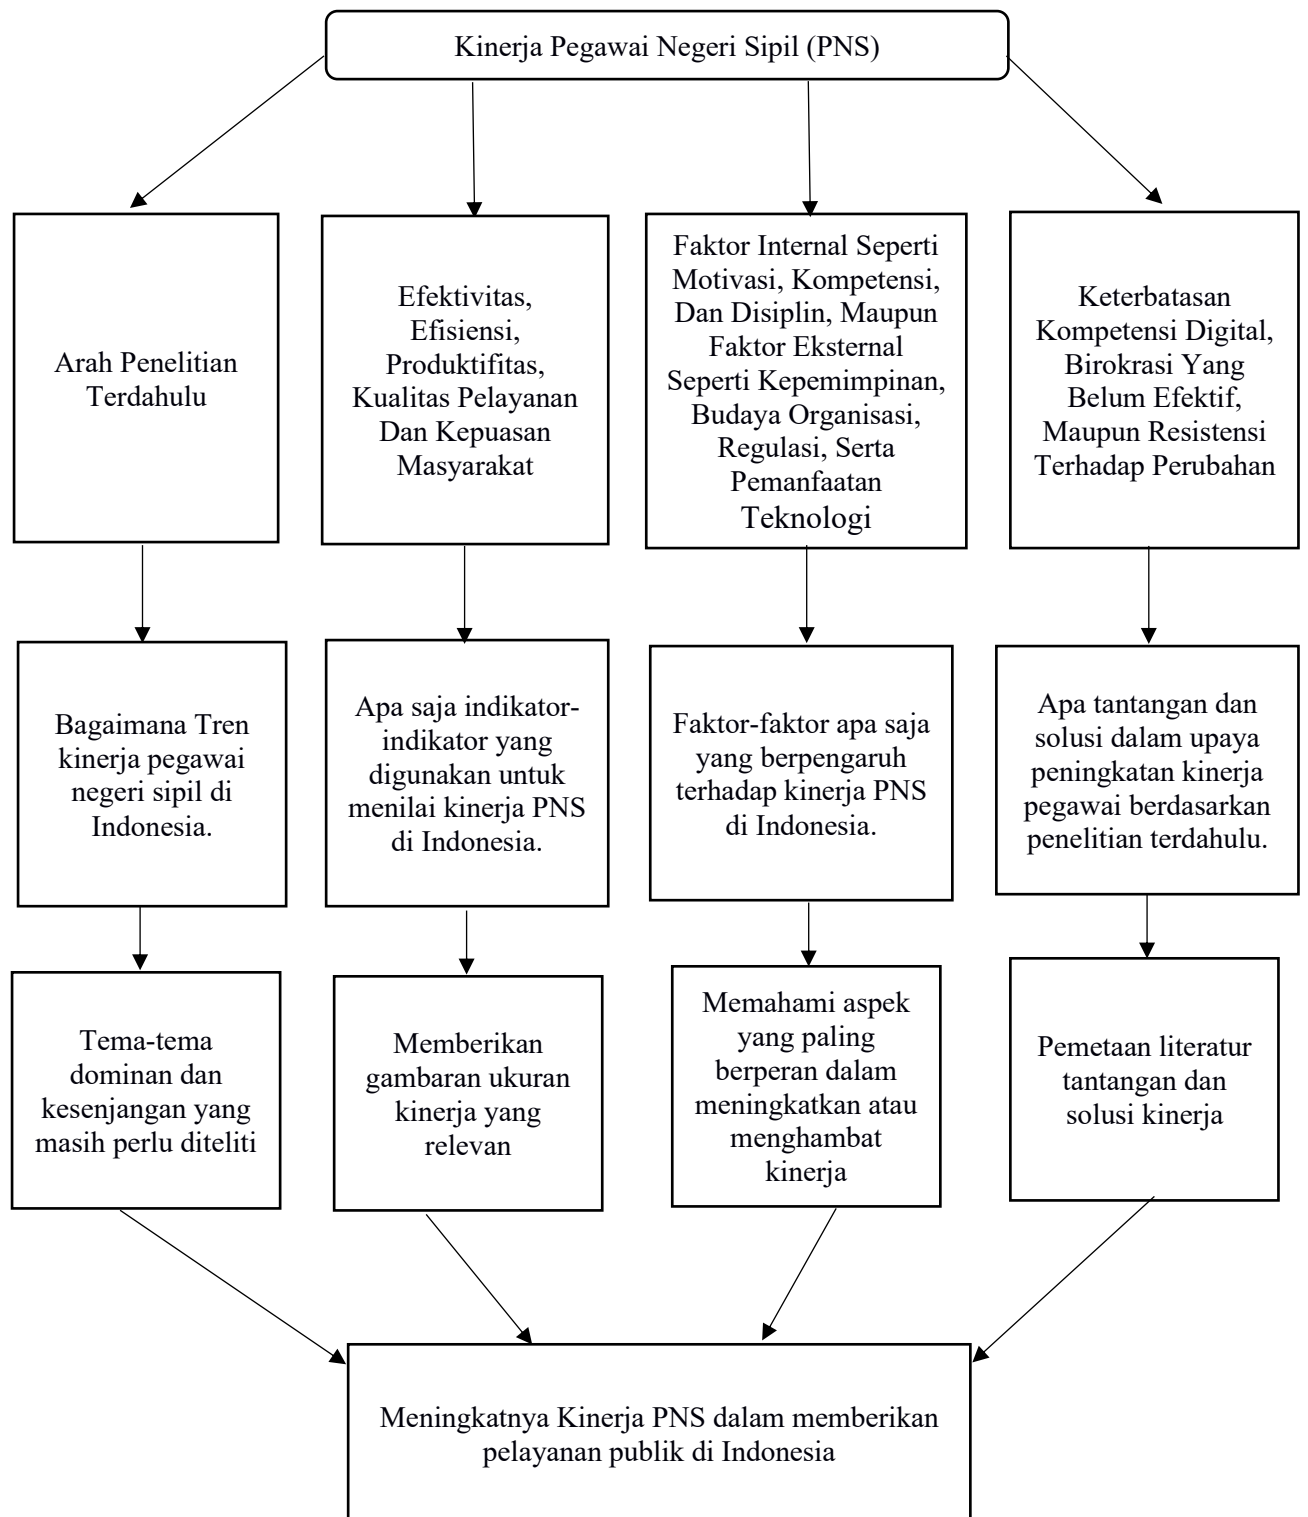 Kinerja Pegawai Negeri Sipil (PNS)
Arah Penelitian
Terdahulu
Efektivitas,
Efisiensi,
Produktifitas,
Kualitas Pelayanan
Dan Kepuasan
Masyarakat
Faktor Internal Seperti
Motivasi, Kompetensi,
Dan Disiplin, Maupun
Faktor Eksternal
Seperti Kepemimpinan,
Budaya Organisasi,
Regulasi, Serta
Pemanfaatan
Teknologi
Keterbatasan
Kompetensi Digital,
Birokrasi Yang
Belum Efektif,
Maupun Resistensi
Terhadap Perubahan
Bagaimana Tren
kinerja pegawai
negeri sipil di
Indonesia.
Apa saja indikator-
indikator yang
digunakan untuk
menilai kinerja PNS
di Indonesia.
Faktor-faktor apa saja
yang berpengaruh
terhadap kinerja PNS
di Indonesia.
Apa tantangan dan
solusi dalam upaya
peningkatan kinerja
pegawai berdasarkan
penelitian terdahulu.
Tema-tema
dominan dan
kesenjangan yang
masih perlu diteliti
Memberikan
gambaran ukuran
kinerja yang
relevan
Memahami aspek
yang paling
berperan dalam
meningkatkan atau
menghambat
kinerja
Pemetaan literatur
tantangan dan
solusi kinerja
Meningkatnya Kinerja PNS dalam memberikan
pelayanan publik di Indonesia